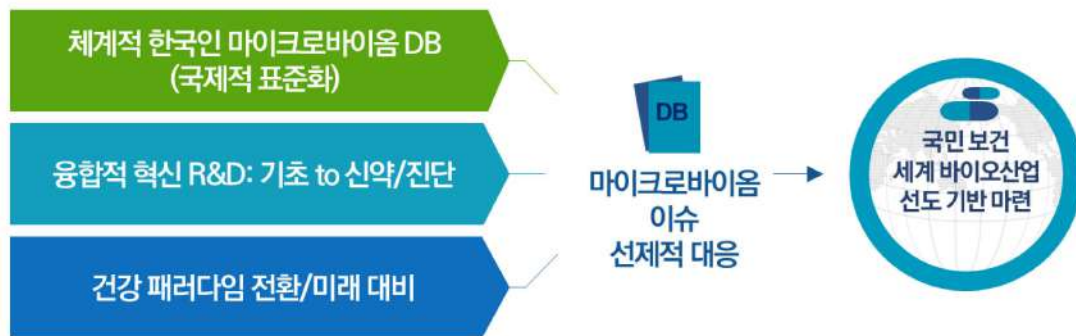 체계적 한국인 마이크로바이옴 DB
(국제적 표준화)
융합적 혁신 R&D: 기초 to 신약/진단
건강 패러다임 전환/미래 대비
DB
마이크로바이옴
이슈
선제적 대응
국민 보건
세계 바이오산업
선도 기반 마련